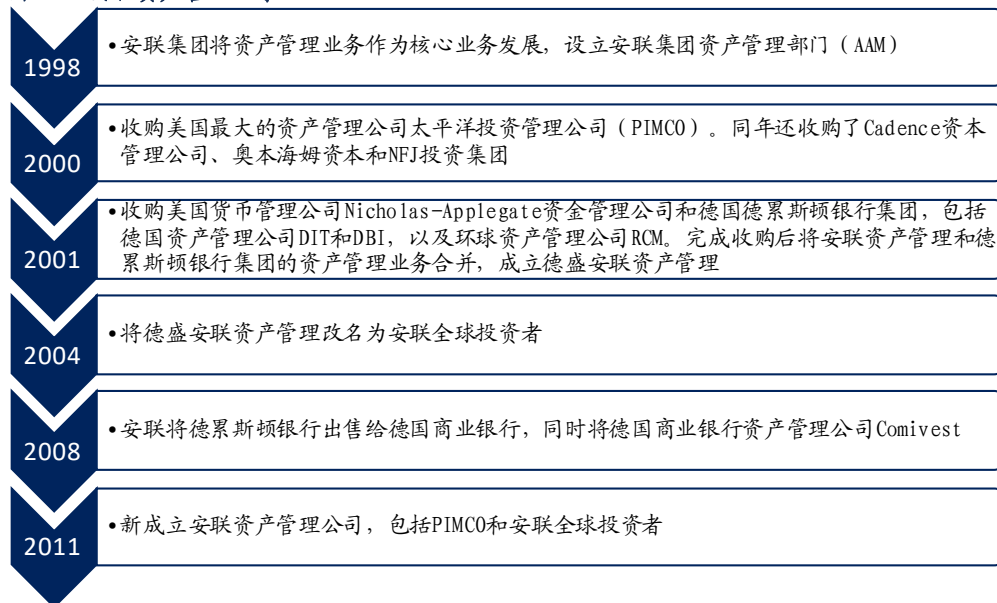 1998
•安联集团将资产管理业务作为核心业务发展，设立安联集团资产管理部门（AAM）
2000
•收购美国最大的资产管理公司太平洋投资管理公司（PIMCO）。同年还收购了Cadence资本
管理公司、奥本海姆资本和NFJ投资集团
2001
•收购美国货币管理公司Nicholas-Applegate资金管理公司和德国德累斯顿银行集团，包括
德国资产管理公司DIT和DBI，以及环球资产管理公司RCM。完成收购后将安联资产管理和德
累斯顿银行集团的资产管理业务合并，成立德盛安联资产管理
2004
•将德盛安联资产管理改名为安联全球投资者
2008
•安联将德累斯顿银行出售给德国商业银行，同时将德国商业银行资产管理公司Comivest
2011
•新成立安联资产管理公司，包括PIMCO和安联全球投资者